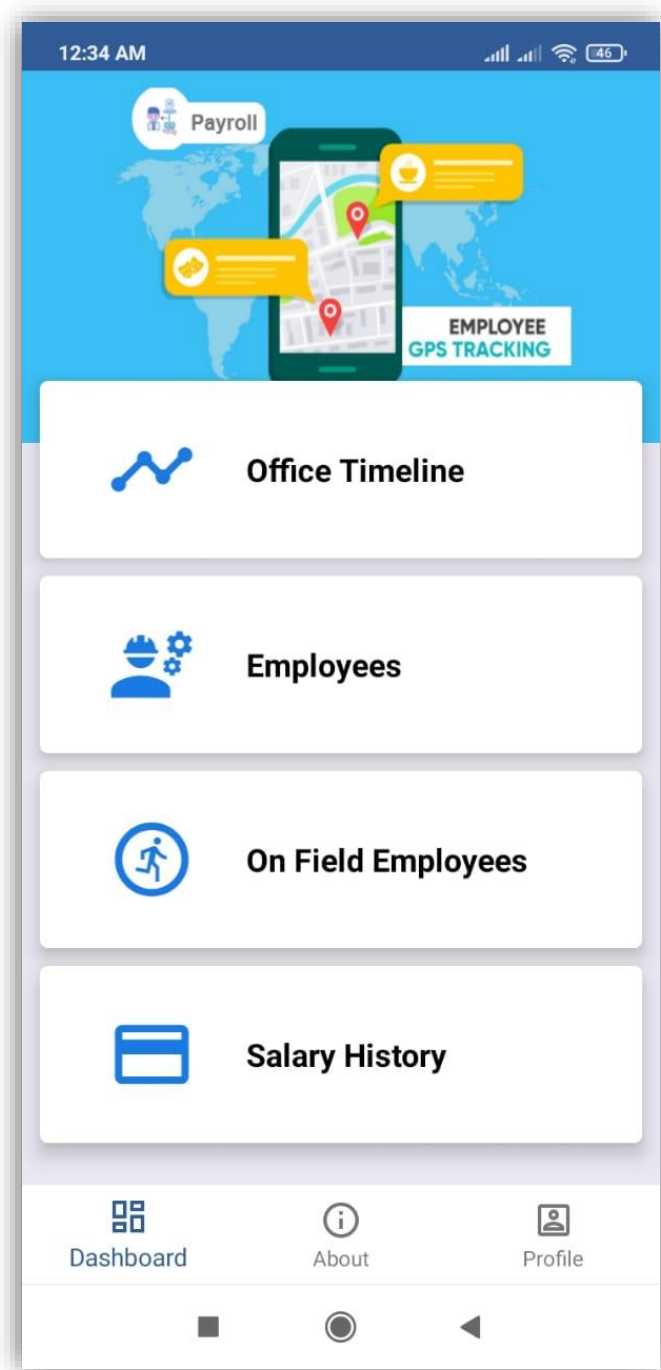 12:34 AM
46
Payroll
EMPLOYEE
GPS TRACKING
Office Timeline
Employees
On Field Employees
Salary History
Dashboard
About
Profile